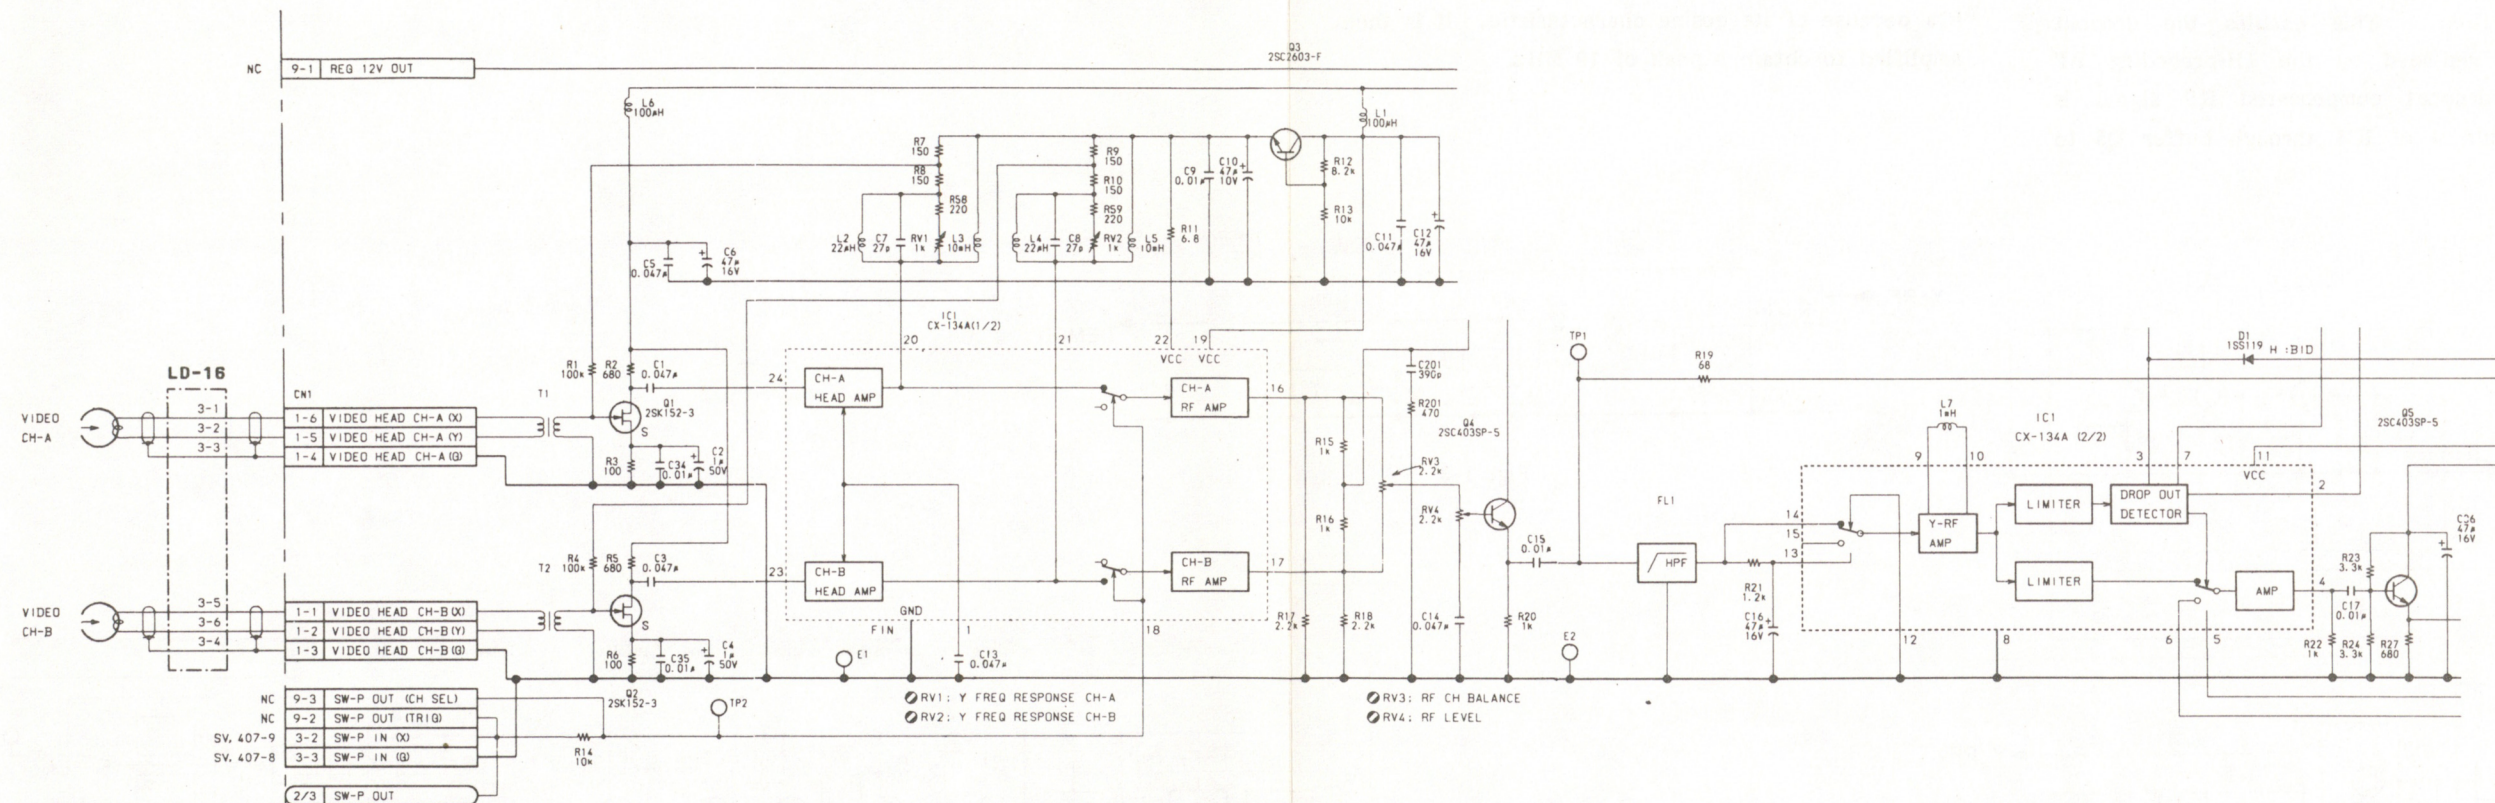 Q3
2SC2603-F
NC 9-1 REG 12V OUT
L6
100μH
L1
100μH
R7
150
R8
150
R58
220
L2
22μH
C7
27p
RV1
1k
L3
10mH
R9
150
R10
150
R59
220
L4
22μH
C8
27p
RV2
1k
L5
10mH
R11
6.8
C9
0.01μ
C10
47μ
10V
+
R12
8.2k
R13
10k
C11
0.047μ
C12
47μ
16V
+
C5
0.047μ
+
C6
47μ
16V
IC1
CX-134A(1/2)
20
21
22
19
VCC VCC
LD-16
CN1
VIDEO
CH-A
3-1
3-2
3-3
1-6 VIDEO HEAD CH-A (X)
1-5 VIDEO HEAD CH-A (Y)
1-4 VIDEO HEAD CH-A (G)
T1
R1
100k
R2
680
C1
0.047μ
Q1
2SK152-3
S
R3
100
C34
0.01μ
+
C2
1μ
50V
24
CH-A
HEAD AMP
CH-A
RF AMP
16
VIDEO
CH-B
3-5
3-6
3-4
1-1 VIDEO HEAD CH-B (X)
1-2 VIDEO HEAD CH-B (Y)
1-3 VIDEO HEAD CH-B (G)
T2
R4
100k
R5
680
C3
0.047μ
S
R6
100
C35
0.01μ
+
C4
1μ
50V
Q2
2SK152-3
23
CH-B
HEAD AMP
CH-B
RF AMP
17
GND
FIN
1
18
E1
C13
0.047μ
NC 9-3 SW-P OUT (CH SEL)
NC 9-2 SW-P OUT (TRIG)
SV. 407-9 3-2 SW-P IN (X)
SV. 407-8 3-3 SW-P IN (G)
2/3 SW-P OUT
R14
10k
TP2
RV1: Y FREQ RESPONSE CH-A
RV2: Y FREQ RESPONSE CH-B
RV3: RF CH BALANCE
RV4: RF LEVEL
R15
1k
R16
1k
R17
2.2k
R18
2.2k
RV3
2.2k
C201
390p
R201
470
RV4
2.2k
C14
0.047μ
Q4
2SC403SP-5
C15
0.01μ
R20
1k
TP1
R19
68
E2
FL1
HPF
R21
1.2k
C16
47μ
16V
+
14
15
13
12
IC1
CX-134A (2/2)
L7
1mH
9
10
Y-RF
AMP
LIMITER
LIMITER
DROP OUT
DETECTOR
AMP
3
7
11
VCC
2
4
8
6
5
D1
1SS119
H :BID
Q5
2SC403SP-5
C17
0.01μ
R22
1k
R23
3.3k
R24
3.3k
R27
680
47μ
16V
+